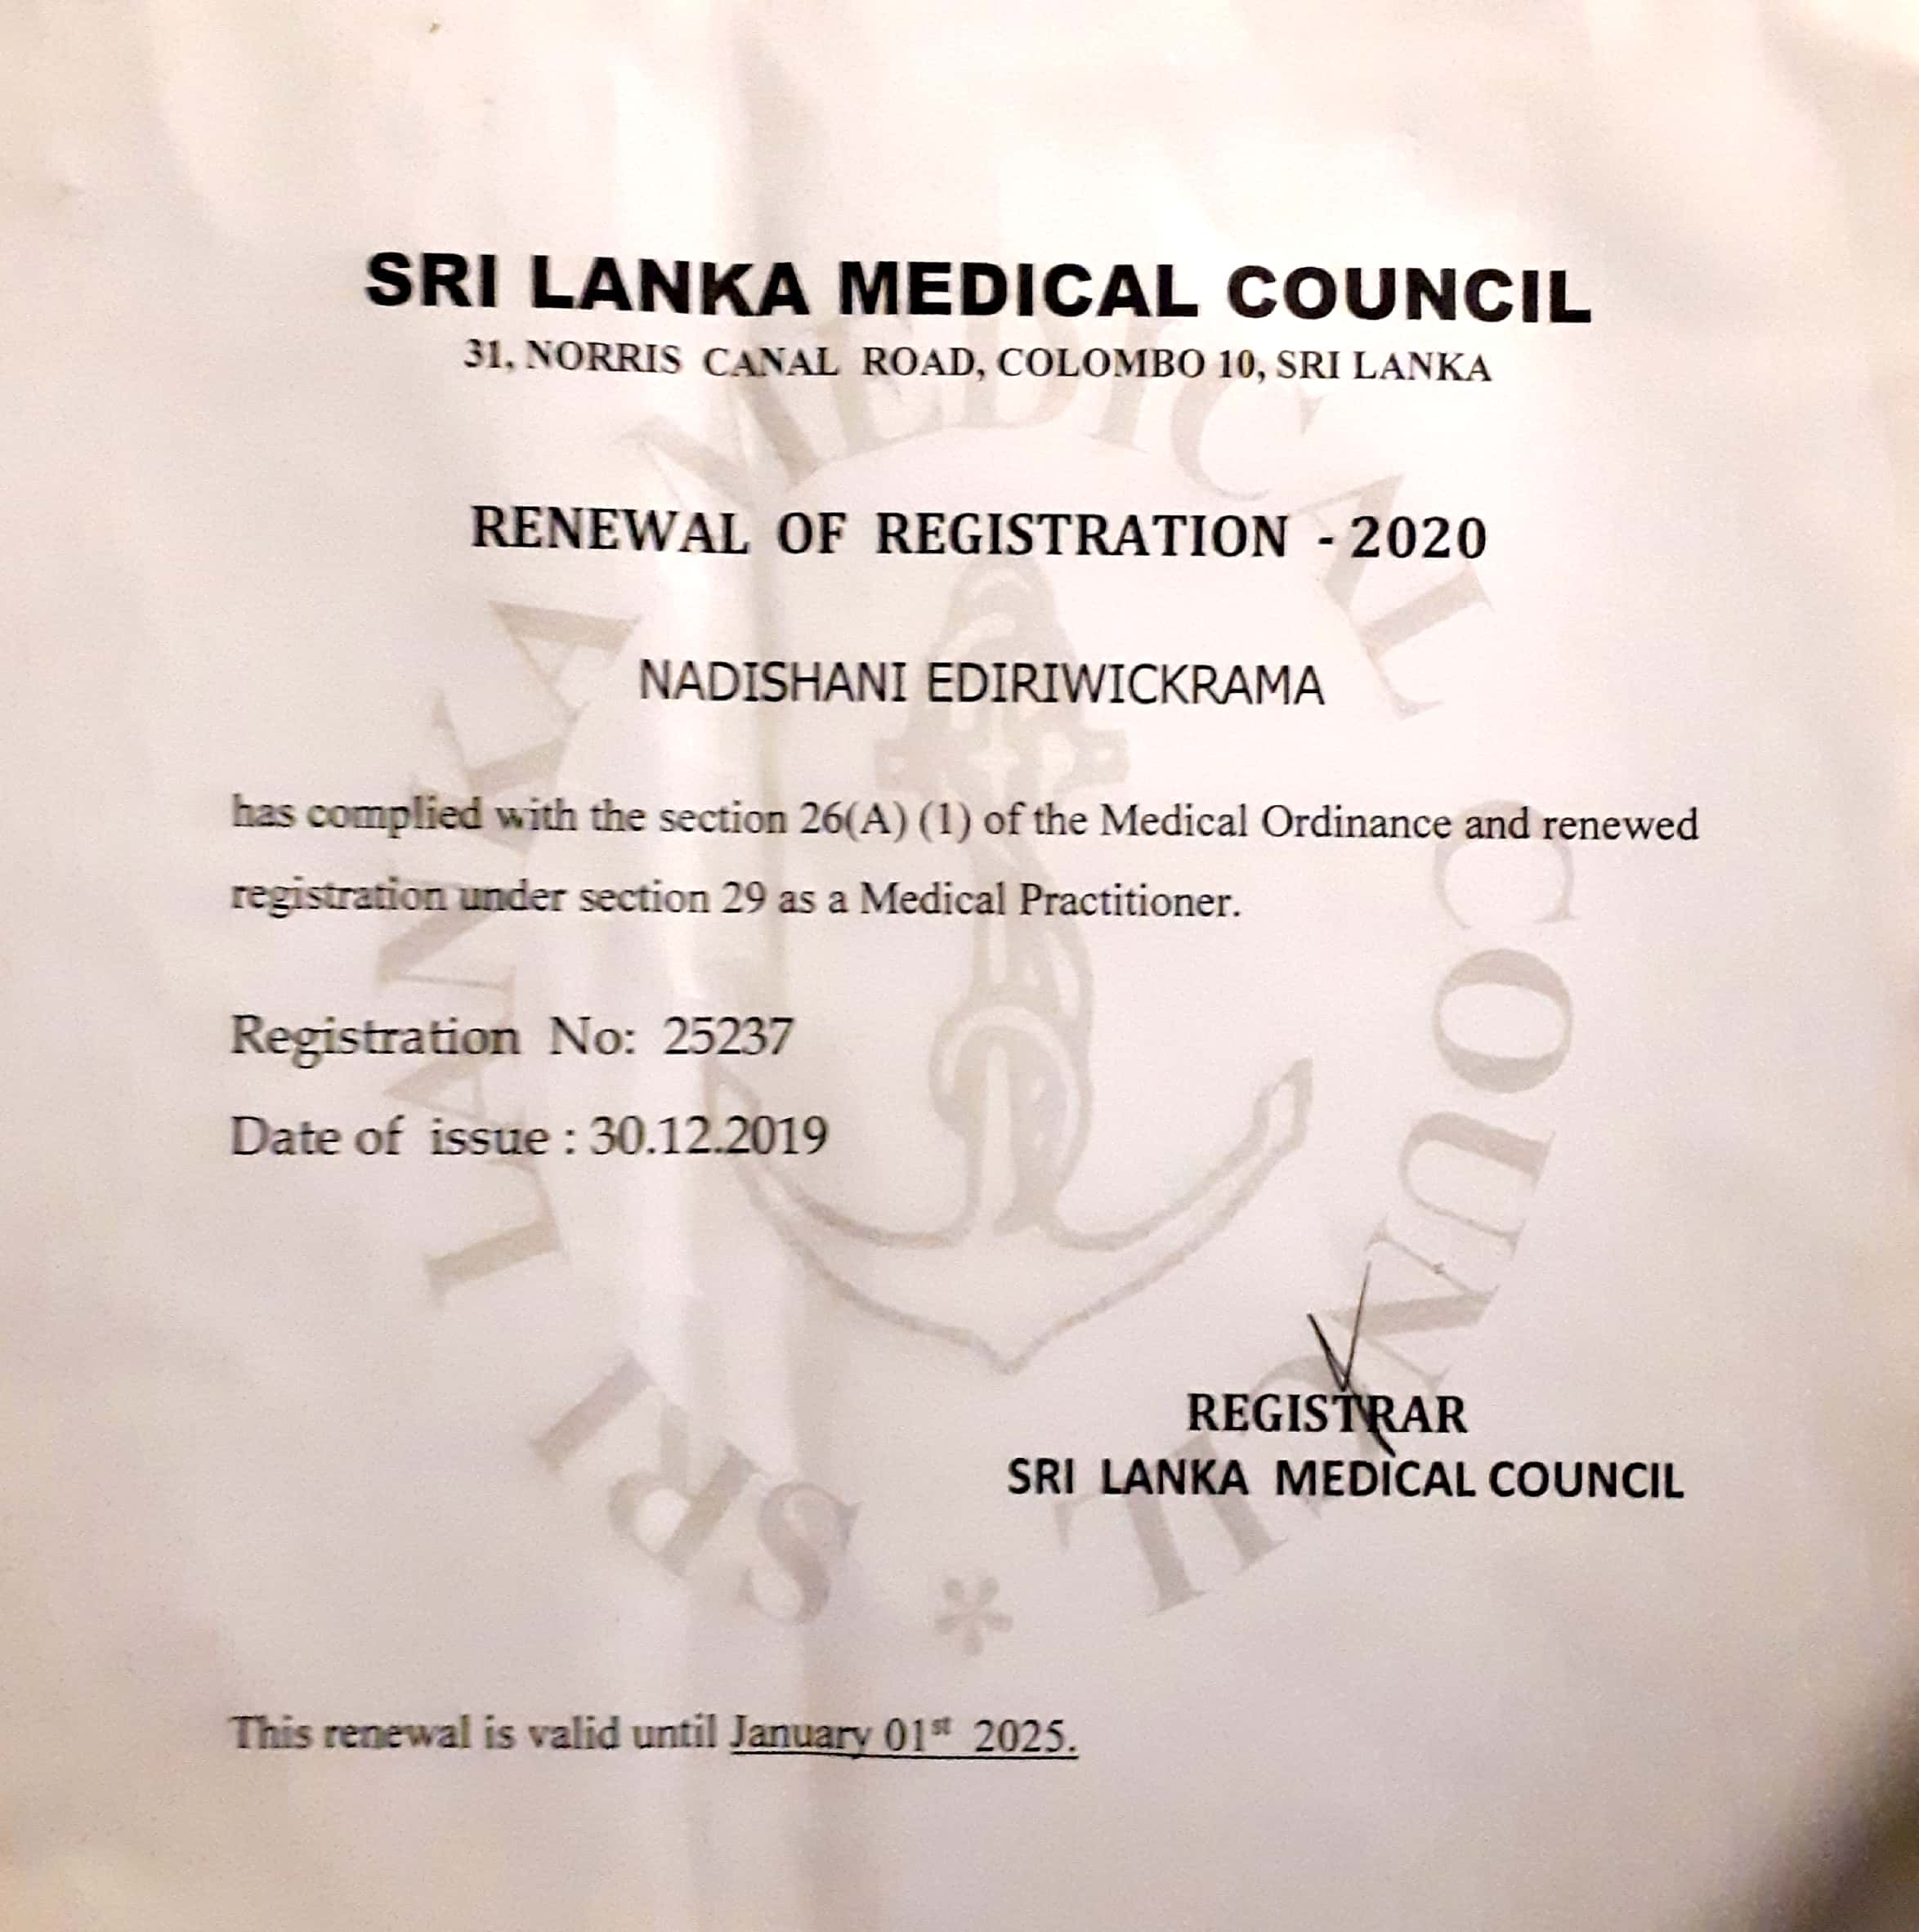 SRI LANKA MEDICAL COUNCIL
31, NORRIS CANAL ROAD, COLOMBO 10, SRI LANKA
RENEWAL OF REGISTRATION - 2020
NADISHANI EDIRIWICKRAMA
has complied with the section 26(A) (1) of the Medical Ordinance and renewed
registration under section 29 as a Medical Practitioner.
Registration No: 25237
Date of issue : 30.12.2019
REGISTRAR
SRI LANKA MEDICAL COUNCIL
This renewal is valid until January 01st 2025.
SRI LANKA MEDICAL COUNCIL *